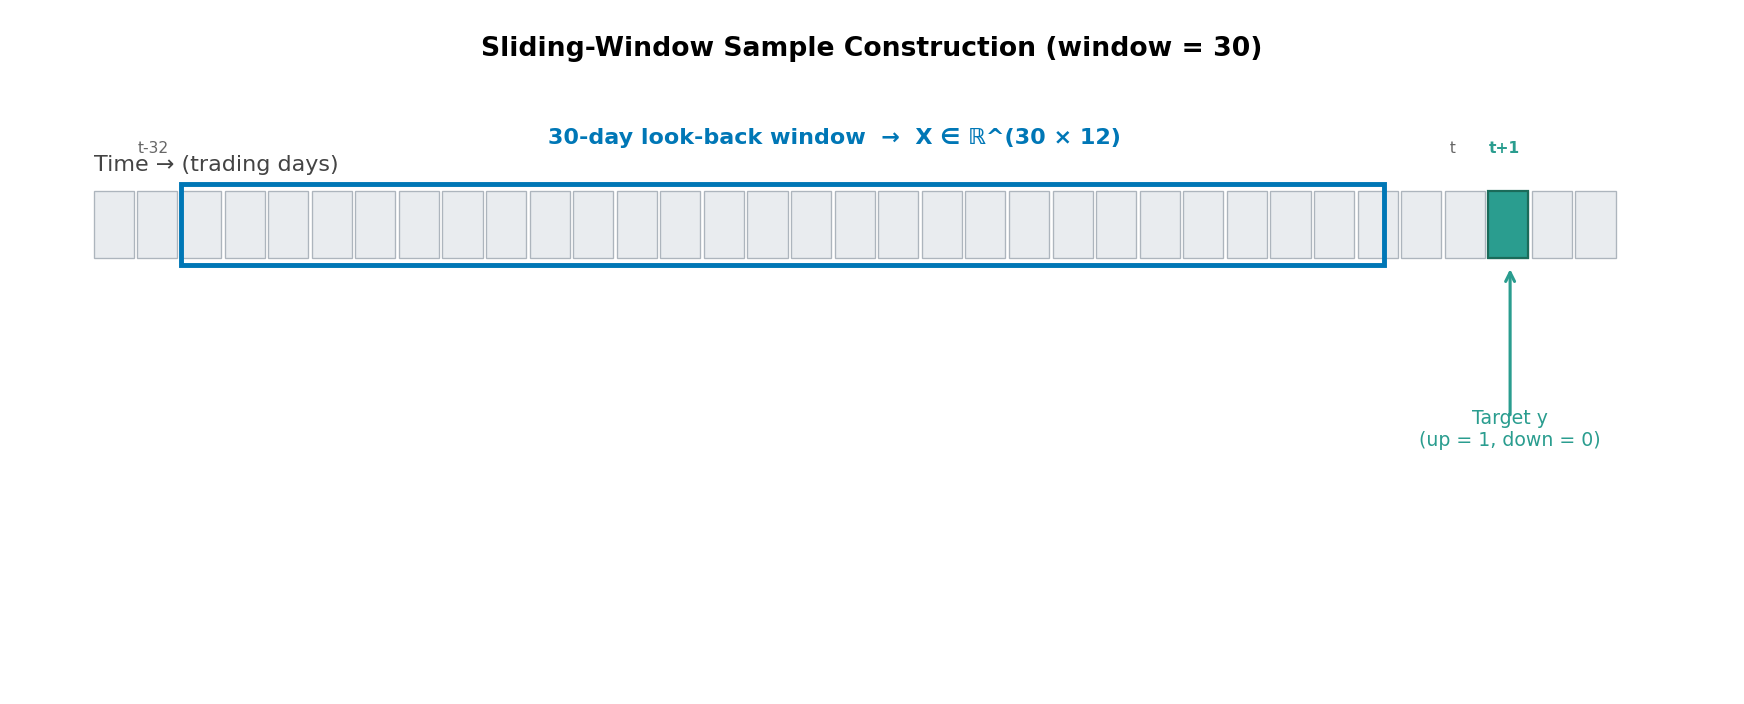 Sliding-Window Sample Construction (window = 30)
30-day look-back window → X ∈ ℝ^(30 × 12)
t-32
t
t+1
Time → (trading days)
Target y
(up = 1, down = 0)